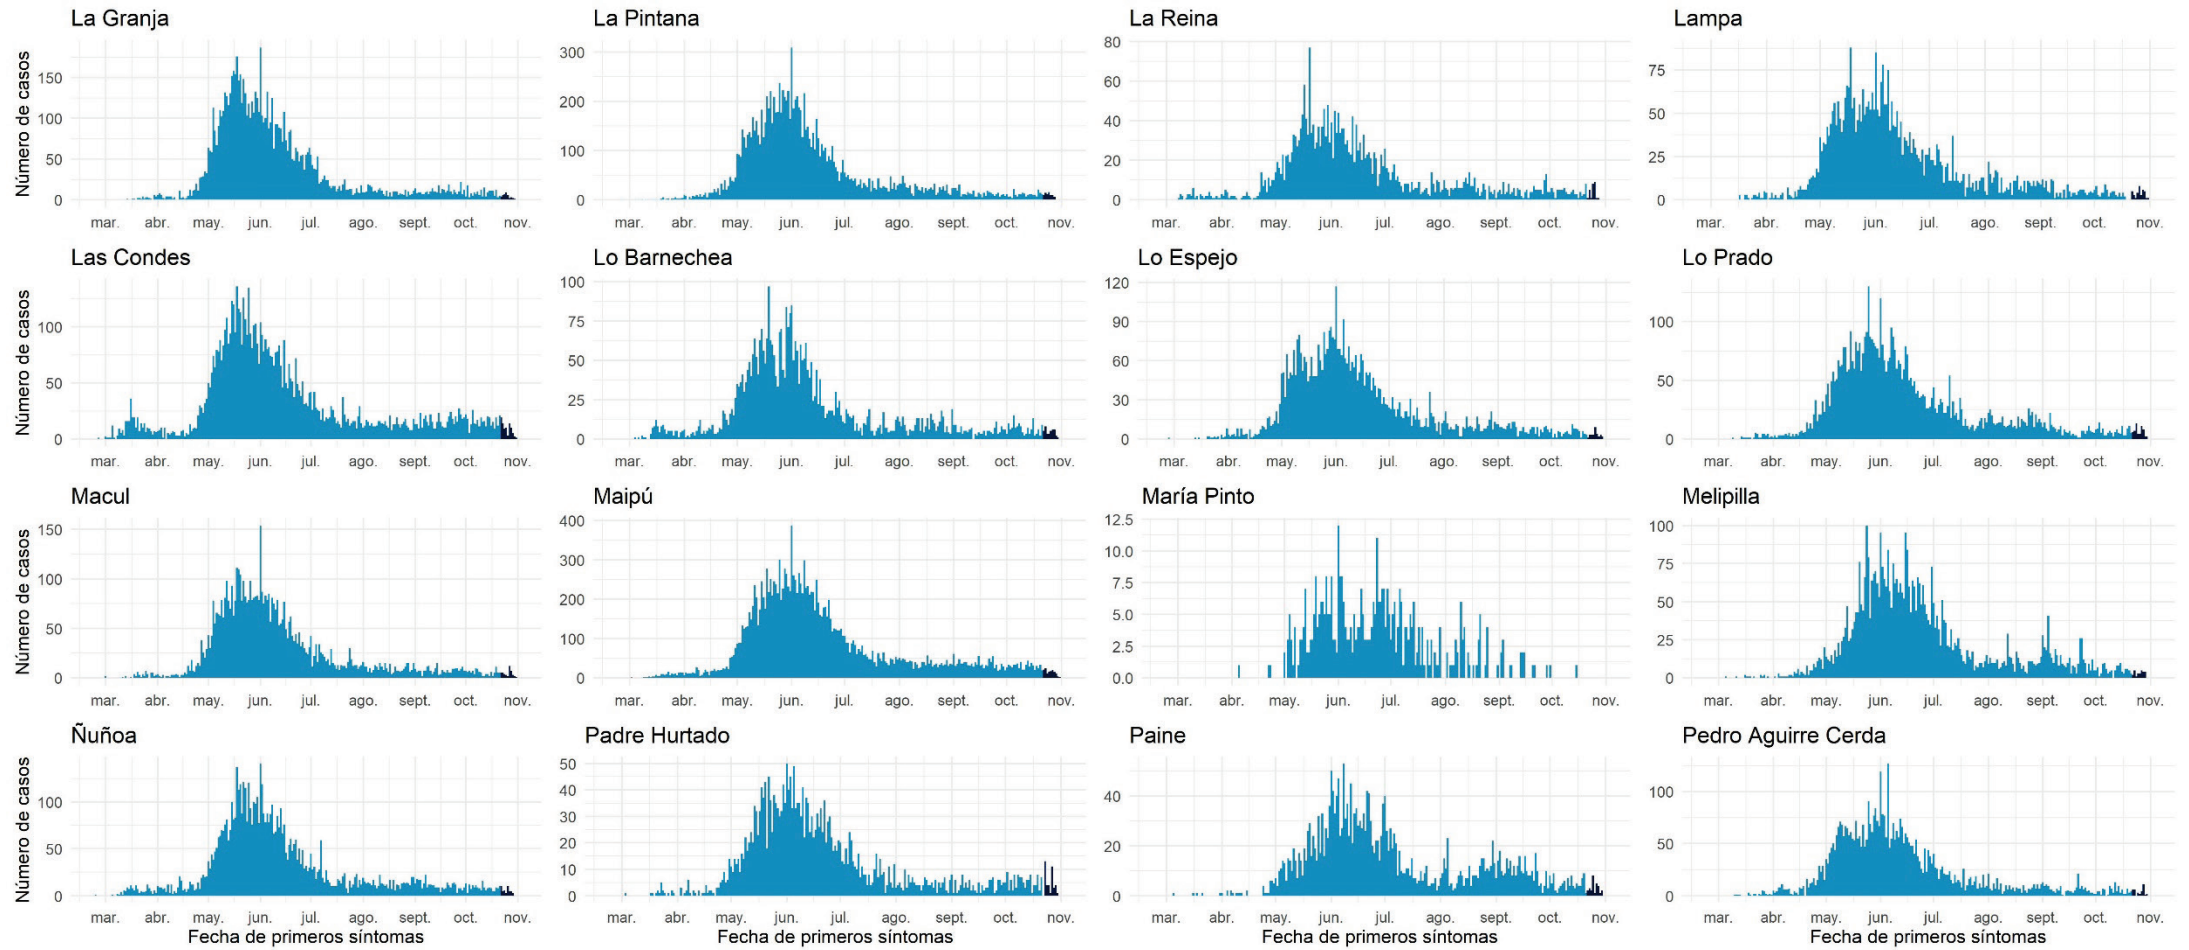 La Granja
La Pintana
La Reina
Lampa
Número de casos
150
100
50
0
300
200
100
0
80
60
40
20
0
75
50
25
0
mar. abr. may. jun. jul. ago. sept. oct. nov.
mar. abr. may. jun. jul. ago. sept. oct. nov.
mar. abr. may. jun. jul. ago. sept. oct. nov.
mar. abr. may. jun. jul. ago. sept. oct. nov.
Las Condes
Lo Barnechea
Lo Espejo
Lo Prado
Número de casos
100
50
0
100
75
50
25
0
120
90
60
30
0
100
50
0
mar. abr. may. jun. jul. ago. sept. oct. nov.
mar. abr. may. jun. jul. ago. sept. oct. nov.
mar. abr. may. jun. jul. ago. sept. oct. nov.
mar. abr. may. jun. jul. ago. sept. oct. nov.
Macul
Maipú
María Pinto
Melipilla
Número de casos
150
100
50
0
400
300
200
100
0
12.5
10.0
7.5
5.0
2.5
0.0
100
75
50
25
0
mar. abr. may. jun. jul. ago. sept. oct. nov.
mar. abr. may. jun. jul. ago. sept. oct. nov.
mar. abr. may. jun. jul. ago. sept. oct. nov.
mar. abr. may. jun. jul. ago. sept. oct. nov.
Ñuñoa
Padre Hurtado
Paine
Pedro Aguirre Cerda
Número de casos
100
50
0
50
40
30
20
10
0
40
20
0
100
50
0
mar. abr. may. jun. jul. ago. sept. oct. nov.
mar. abr. may. jun. jul. ago. sept. oct. nov.
mar. abr. may. jun. jul. ago. sept. oct. nov.
mar. abr. may. jun. jul. ago. sept. oct. nov.
Fecha de primeros síntomas
Fecha de primeros síntomas
Fecha de primeros síntomas
Fecha de primeros síntomas